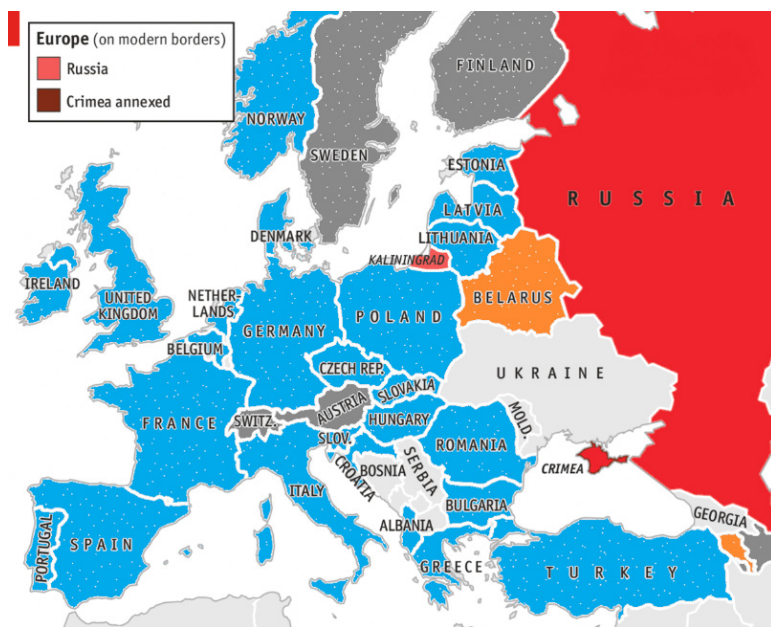 Europe (on modern borders)
Russia
Crimea annexed
FINLAND
NORWAY
SWEDEN
ESTONIA
RUSSIA
LATVIA
DENMARK
LITHUANIA
KALININGRAD
IRELAND
UNITED
KINGDOM
NETHER-
LANDS
BELARUS
GERMANY
POLAND
BELGIUM
CZECH REP.
UKRAINE
SLOVAKIA
FRANCE
SWITZ.
AUSTRIA
HUNGARY
MOLD.
SLOV.
ROMANIA
CROATIA
BOSNIA
SERBIA
CRIMEA
ITALY
BULGARIA
GEORGIA
PORTUGAL
SPAIN
ALBANIA
GREECE
TURKEY